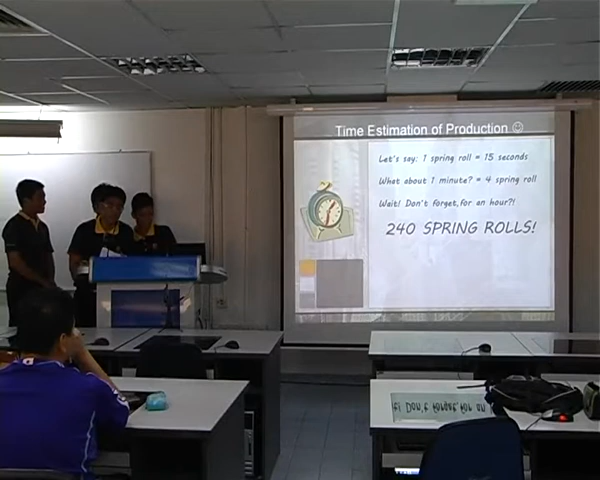 Time Estimation of Production ☺
Let's say: 1 spring roll = 15 seconds
What about 1 minute? = 4 spring roll
Wait! Don't forget, for an hour?!
240 SPRING ROLLS!